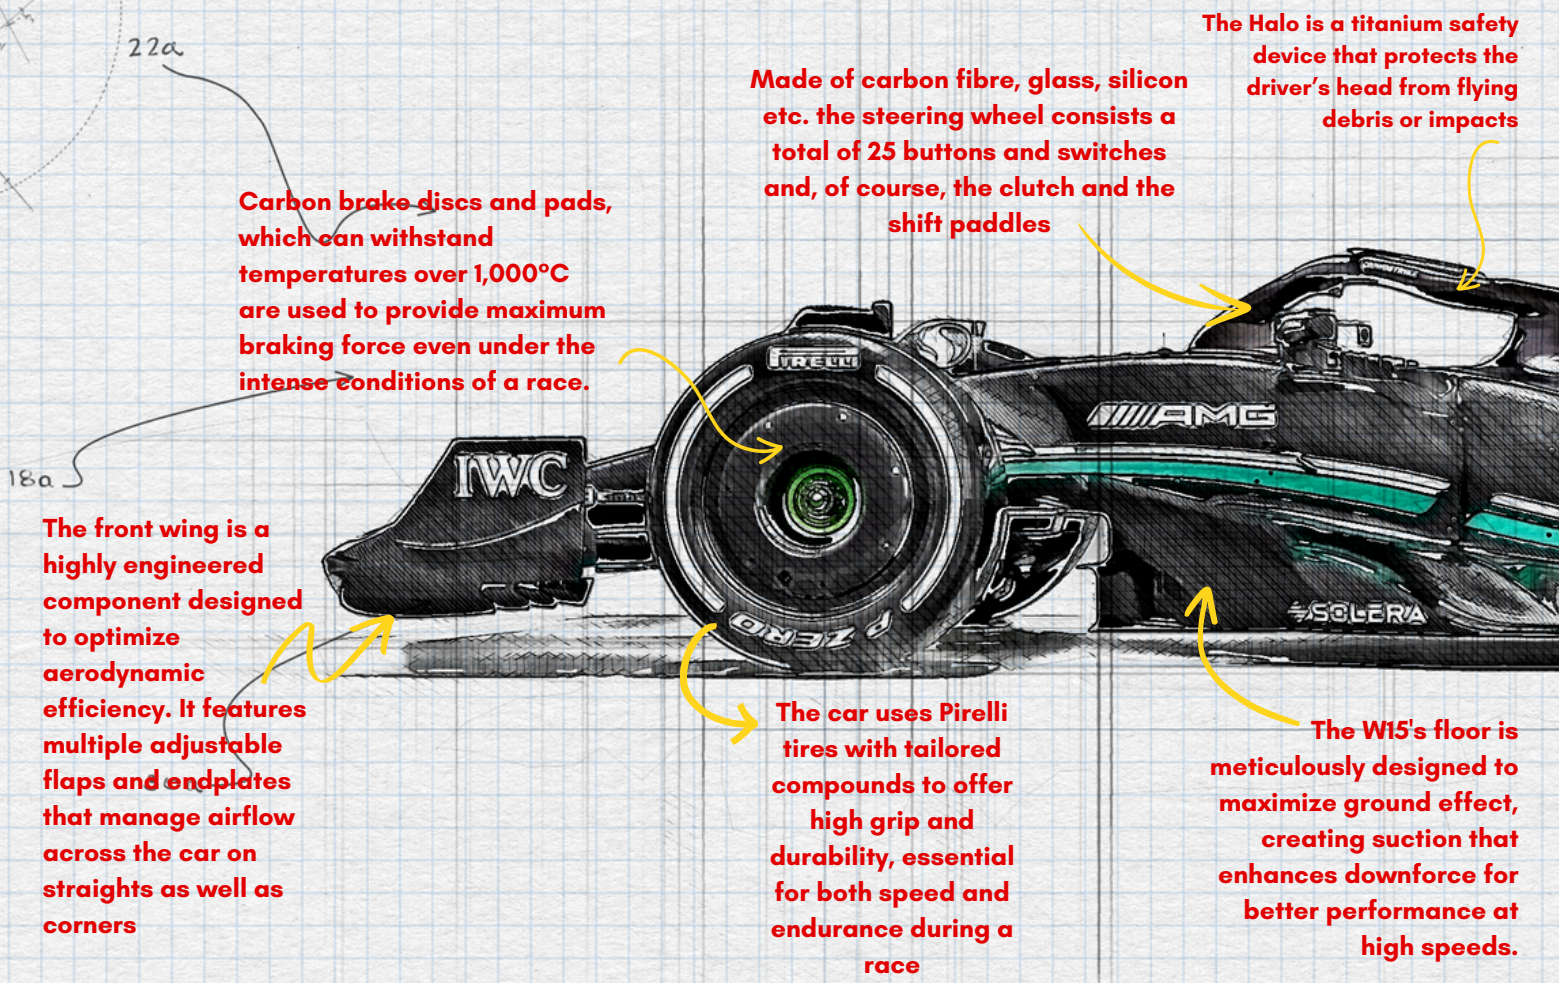 22a
The Halo is a titanium safety
device that protects the
driver’s head from flying
debris or impacts
Made of carbon fibre, glass, silicon
etc. the steering wheel consists a
total of 25 buttons and switches
and, of course, the clutch and the
shift paddles
Carbon brake discs and pads,
which can withstand
temperatures over 1,000°C
are used to provide maximum
braking force even under the
intense conditions of a race.
CROWDSTRIKE
PIRELLI
AMG
IWC
18a
SOLERA
P ZERO
The front wing is a
highly engineered
component designed
to optimize
aerodynamic
efficiency. It features
multiple adjustable
flaps and endplates
that manage airflow
across the car on
straights as well as
corners
The car uses Pirelli
tires with tailored
compounds to offer
high grip and
durability, essential
for both speed and
endurance during a
race
The W15's floor is
meticulously designed to
maximize ground effect,
creating suction that
enhances downforce for
better performance at
high speeds.